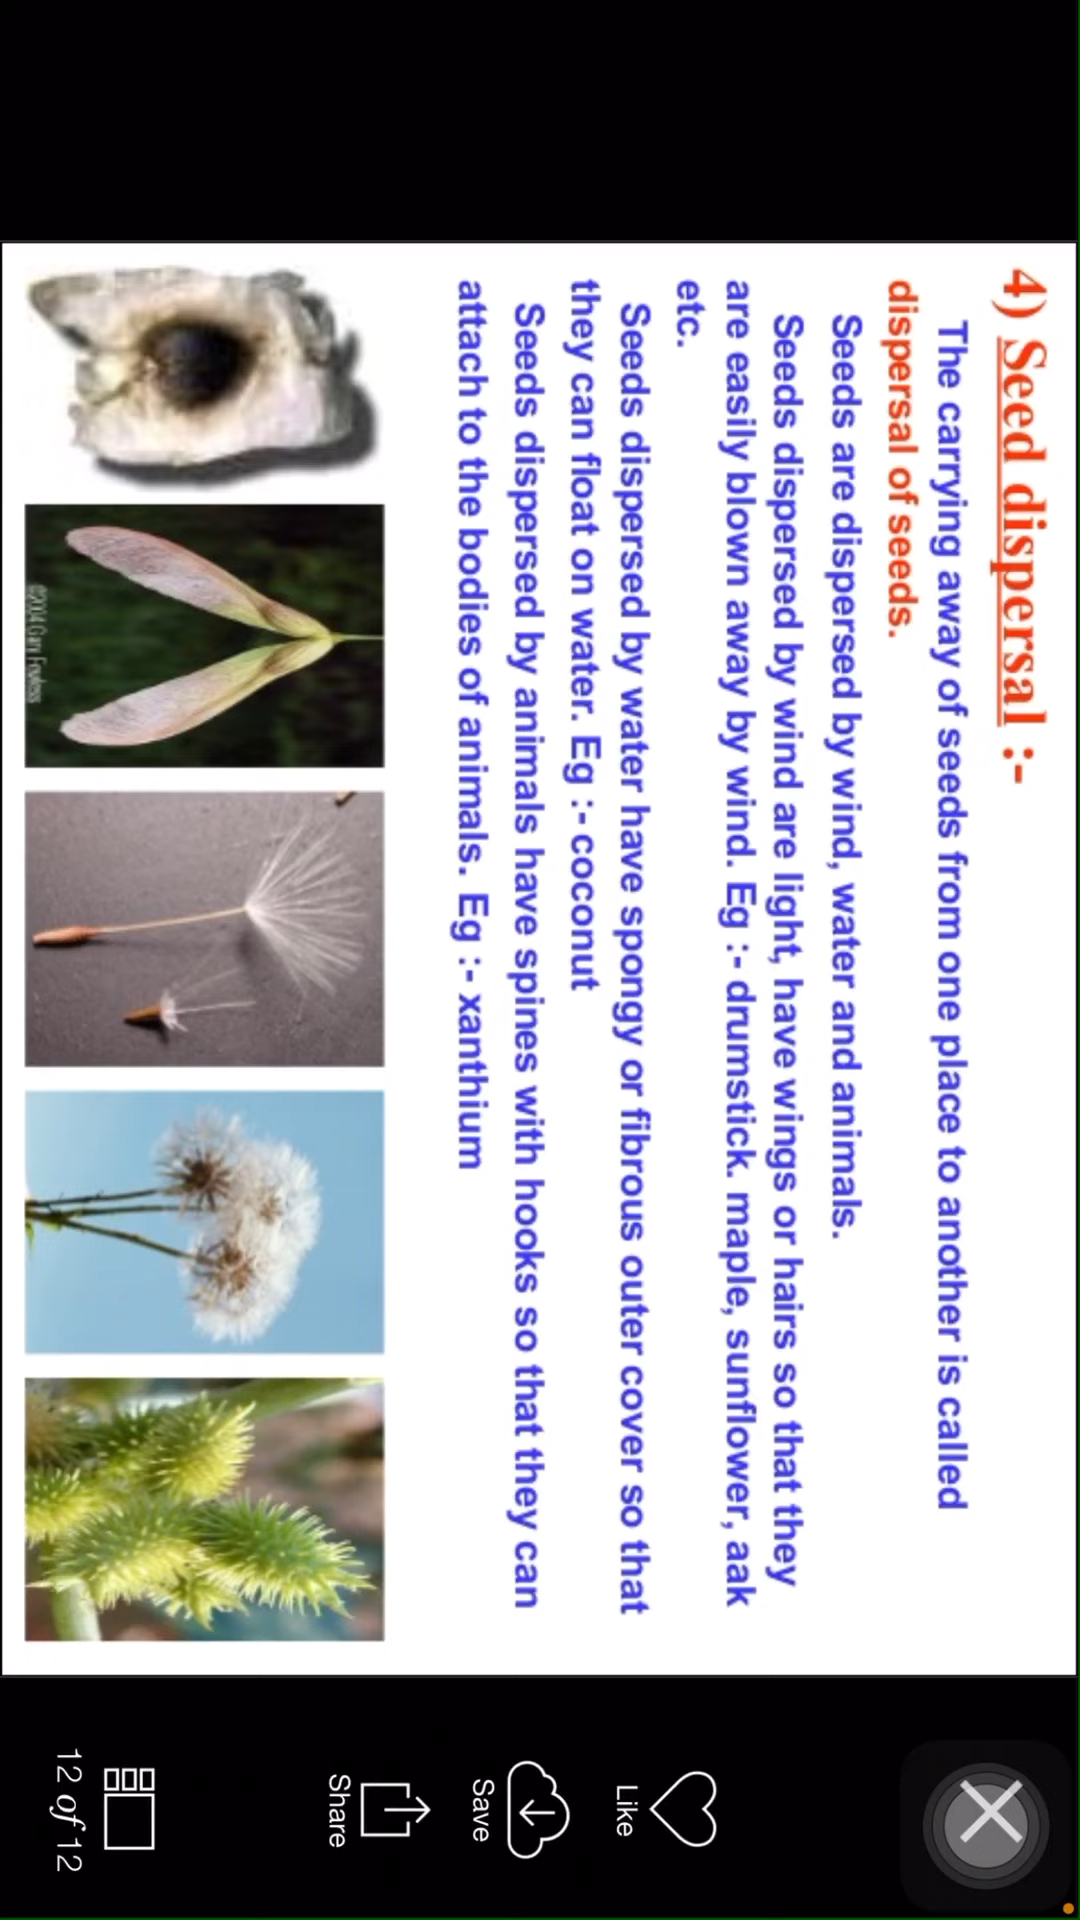 4) Seed dispersal :-
The carrying away of seeds from one place to another is called
dispersal of seeds.
Seeds are dispersed by wind, water and animals.
Seeds dispersed by wind are light, have wings or hairs so that they
are easily blown away by wind. Eg :- drumstick. maple, sunflower, aak
etc.
Seeds dispersed by water have spongy or fibrous outer cover so that
they can float on water. Eg :- coconut
Seeds dispersed by animals have spines with hooks so that they can
attach to the bodies of animals. Eg :- xanthium
©2004 Gary
Like
Save
Share
12 of 12